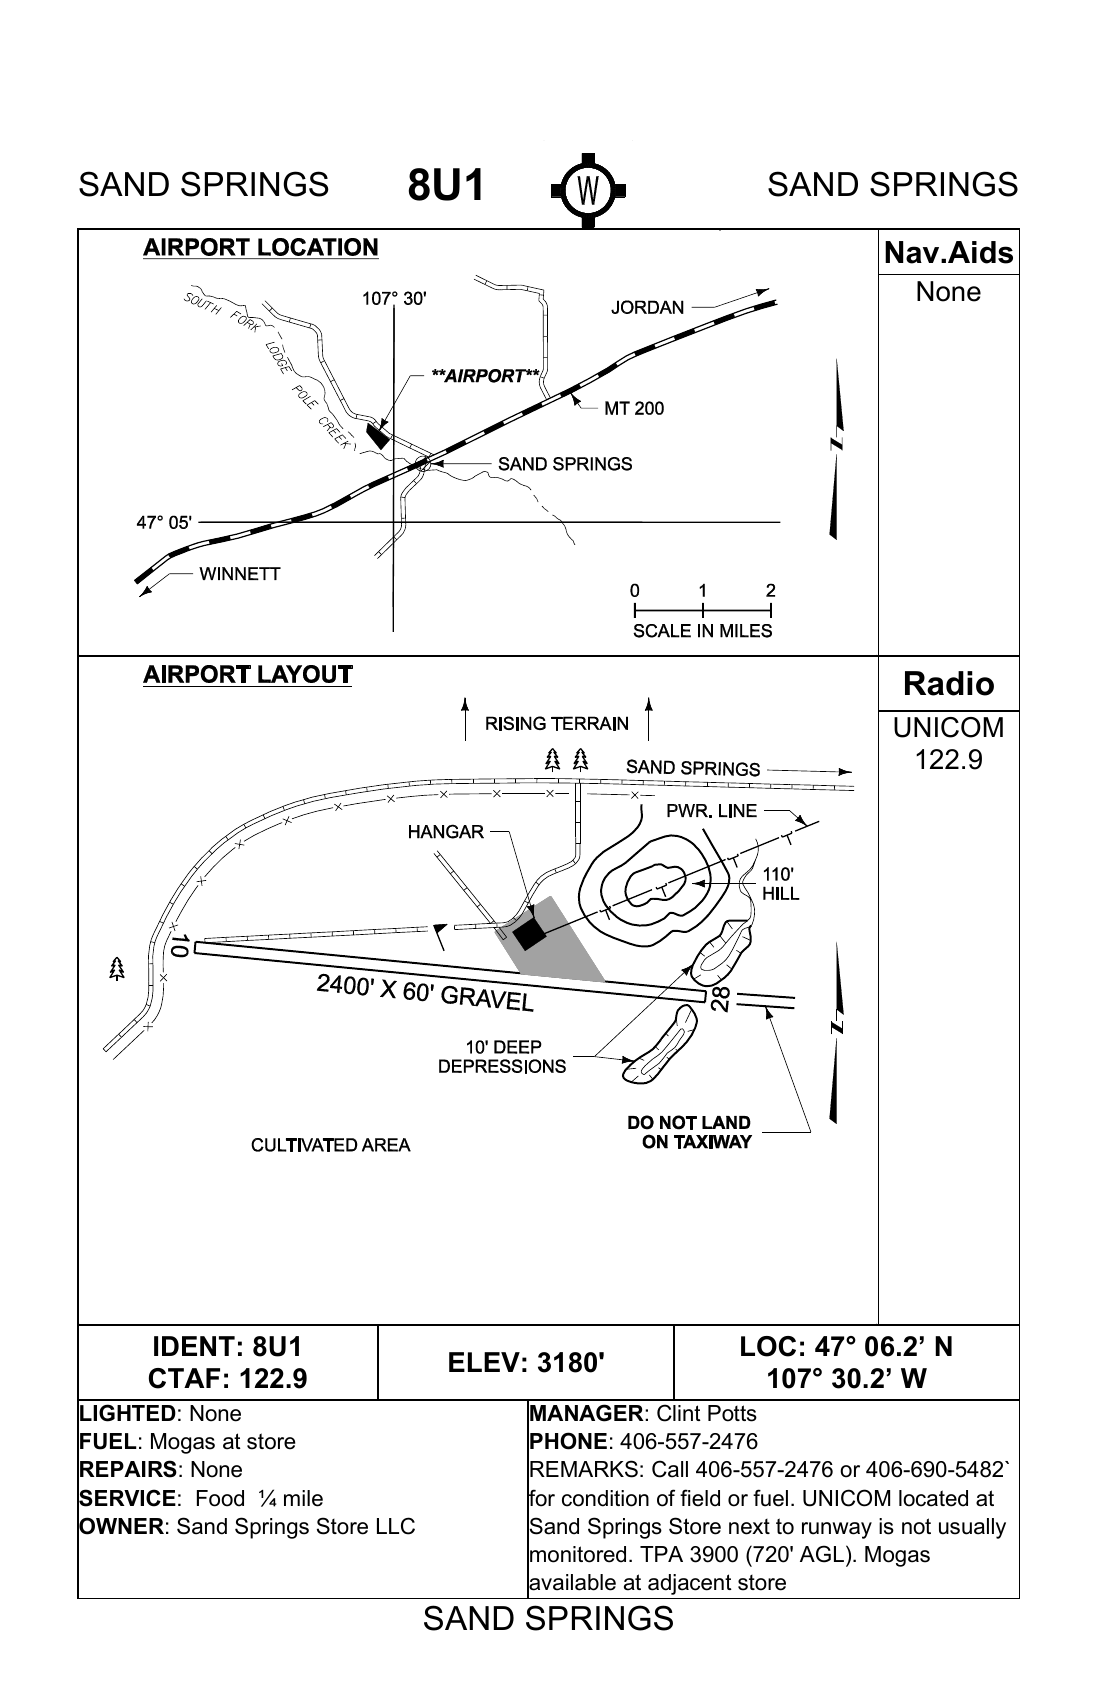 SAND SPRINGS 8U1 W SAND SPRINGS
AIRPORT LOCATION
Nav.Aids
None
SOUTH FORK LODGE POLE CREEK
107° 30'
JORDAN
**AIRPORT**
MT 200
SAND SPRINGS
47° 05'
WINNETT
0 1 2
SCALE IN MILES
N
AIRPORT LAYOUT
Radio
UNICOM
122.9
RISING TERRAIN
SAND SPRINGS
PWR. LINE
HANGAR
110'
HILL
10
2400' X 60' GRAVEL
28
N
10' DEEP
DEPRESSIONS
DO NOT LAND
ON TAXIWAY
CULTIVATED AREA
IDENT: 8U1
CTAF: 122.9
ELEV: 3180'
LOC: 47° 06.2’ N
107° 30.2’ W
LIGHTED: None
FUEL: Mogas at store
REPAIRS: None
SERVICE: Food ¼ mile
OWNER: Sand Springs Store LLC
MANAGER: Clint Potts
PHONE: 406-557-2476
REMARKS: Call 406-557-2476 or 406-690-5482`
for condition of field or fuel. UNICOM located at
Sand Springs Store next to runway is not usually
monitored. TPA 3900 (720' AGL). Mogas
available at adjacent store
SAND SPRINGS